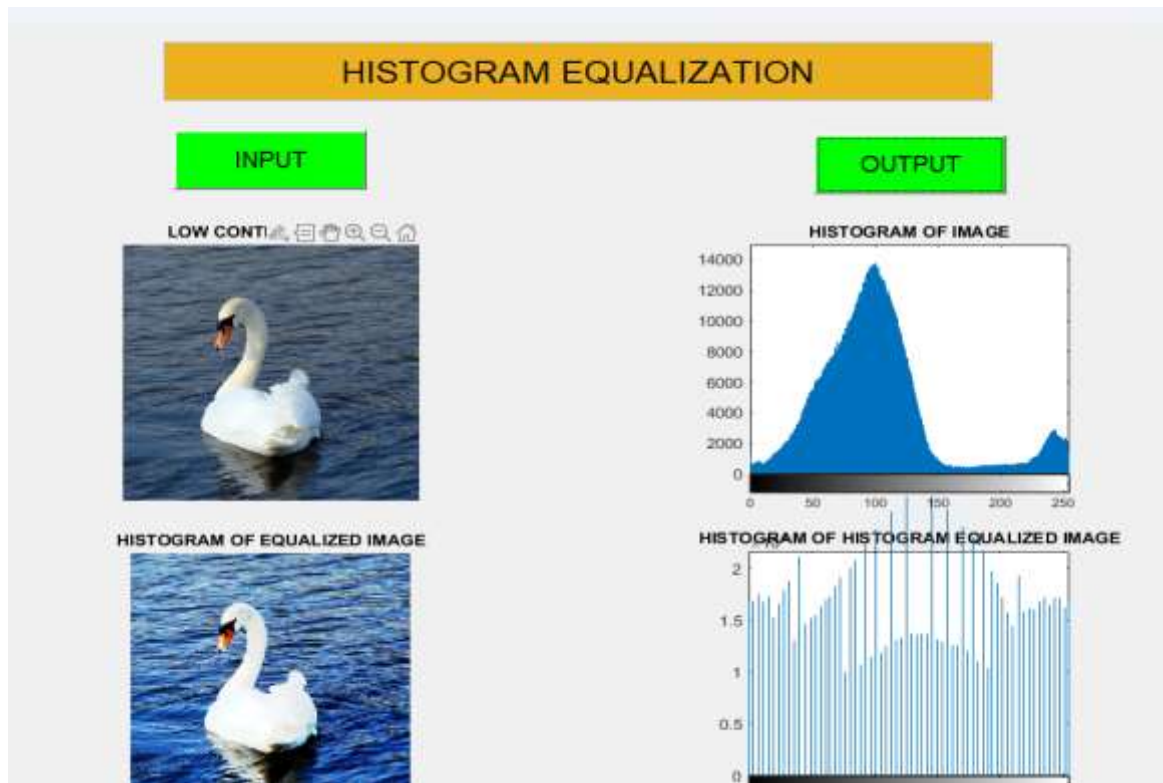 HISTOGRAM EQUALIZATION
INPUT
OUTPUT
LOW CONT
HISTOGRAM OF IMAGE
14000
12000
10000
8000
6000
4000
2000
0
0 50 100 150 200 250
HISTOGRAM OF EQUALIZED IMAGE
HISTOGRAM OF HISTOGRAM EQUALIZED IMAGE
2
1.5
1
0.5
0